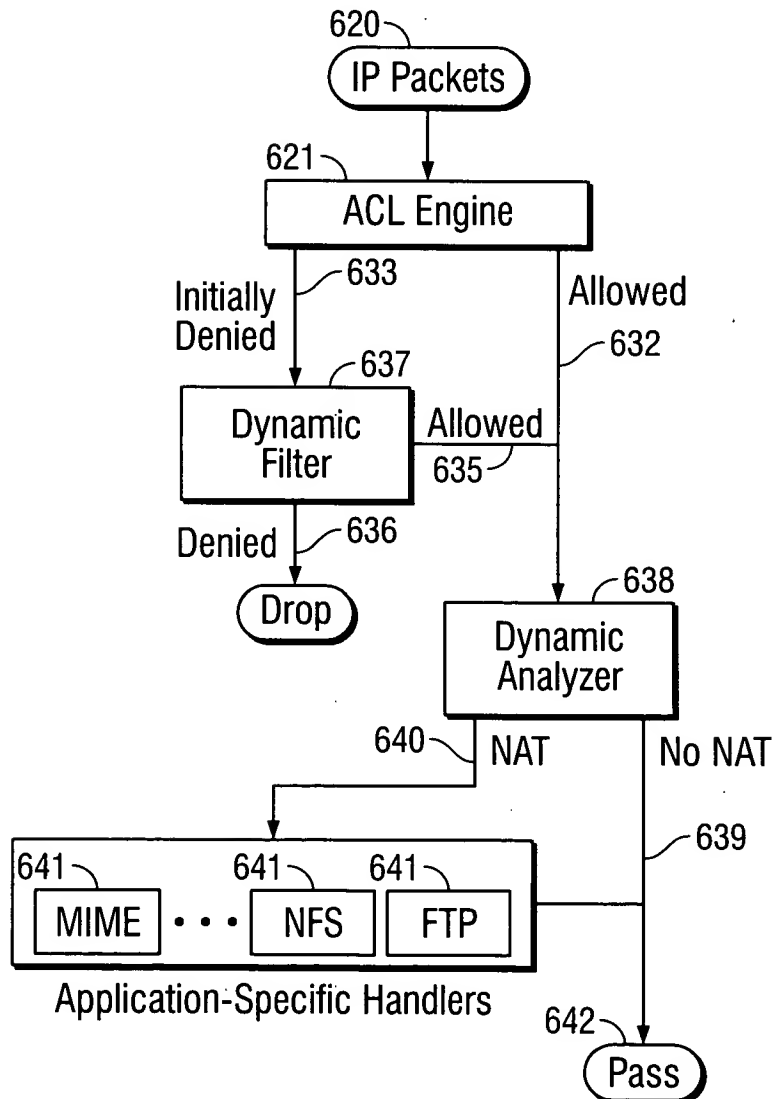 620
IP Packets
621
ACL Engine
633
Initially
Denied
Allowed
632
637
Dynamic
Filter
Allowed
635
Denied
636
Drop
638
Dynamic
Analyzer
640
NAT
No NAT
639
641
641
641
MIME
• • •
NFS
FTP
Application-Specific Handlers
642
Pass